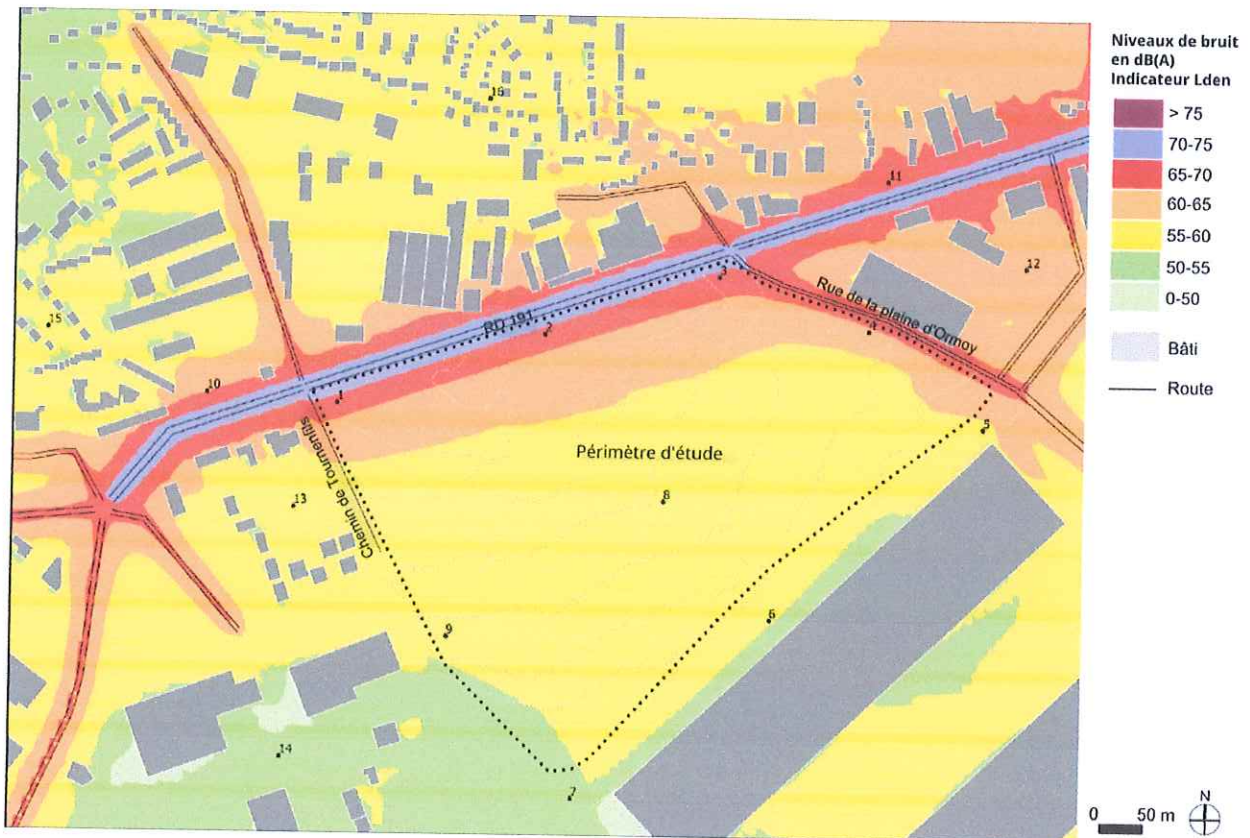 Niveaux de bruit
en dB(A)
Indicateur Lden
> 75
70-75
65-70
60-65
55-60
50-55
0-50
Bâti
Route
16
11
12
15
3
Rue de la plaine d'Ormoy
RD 191
2
4
10
1
5
Périmètre d'étude
Chemin de Tournenfils
13
8
6
9
14
7
0 50 m
N